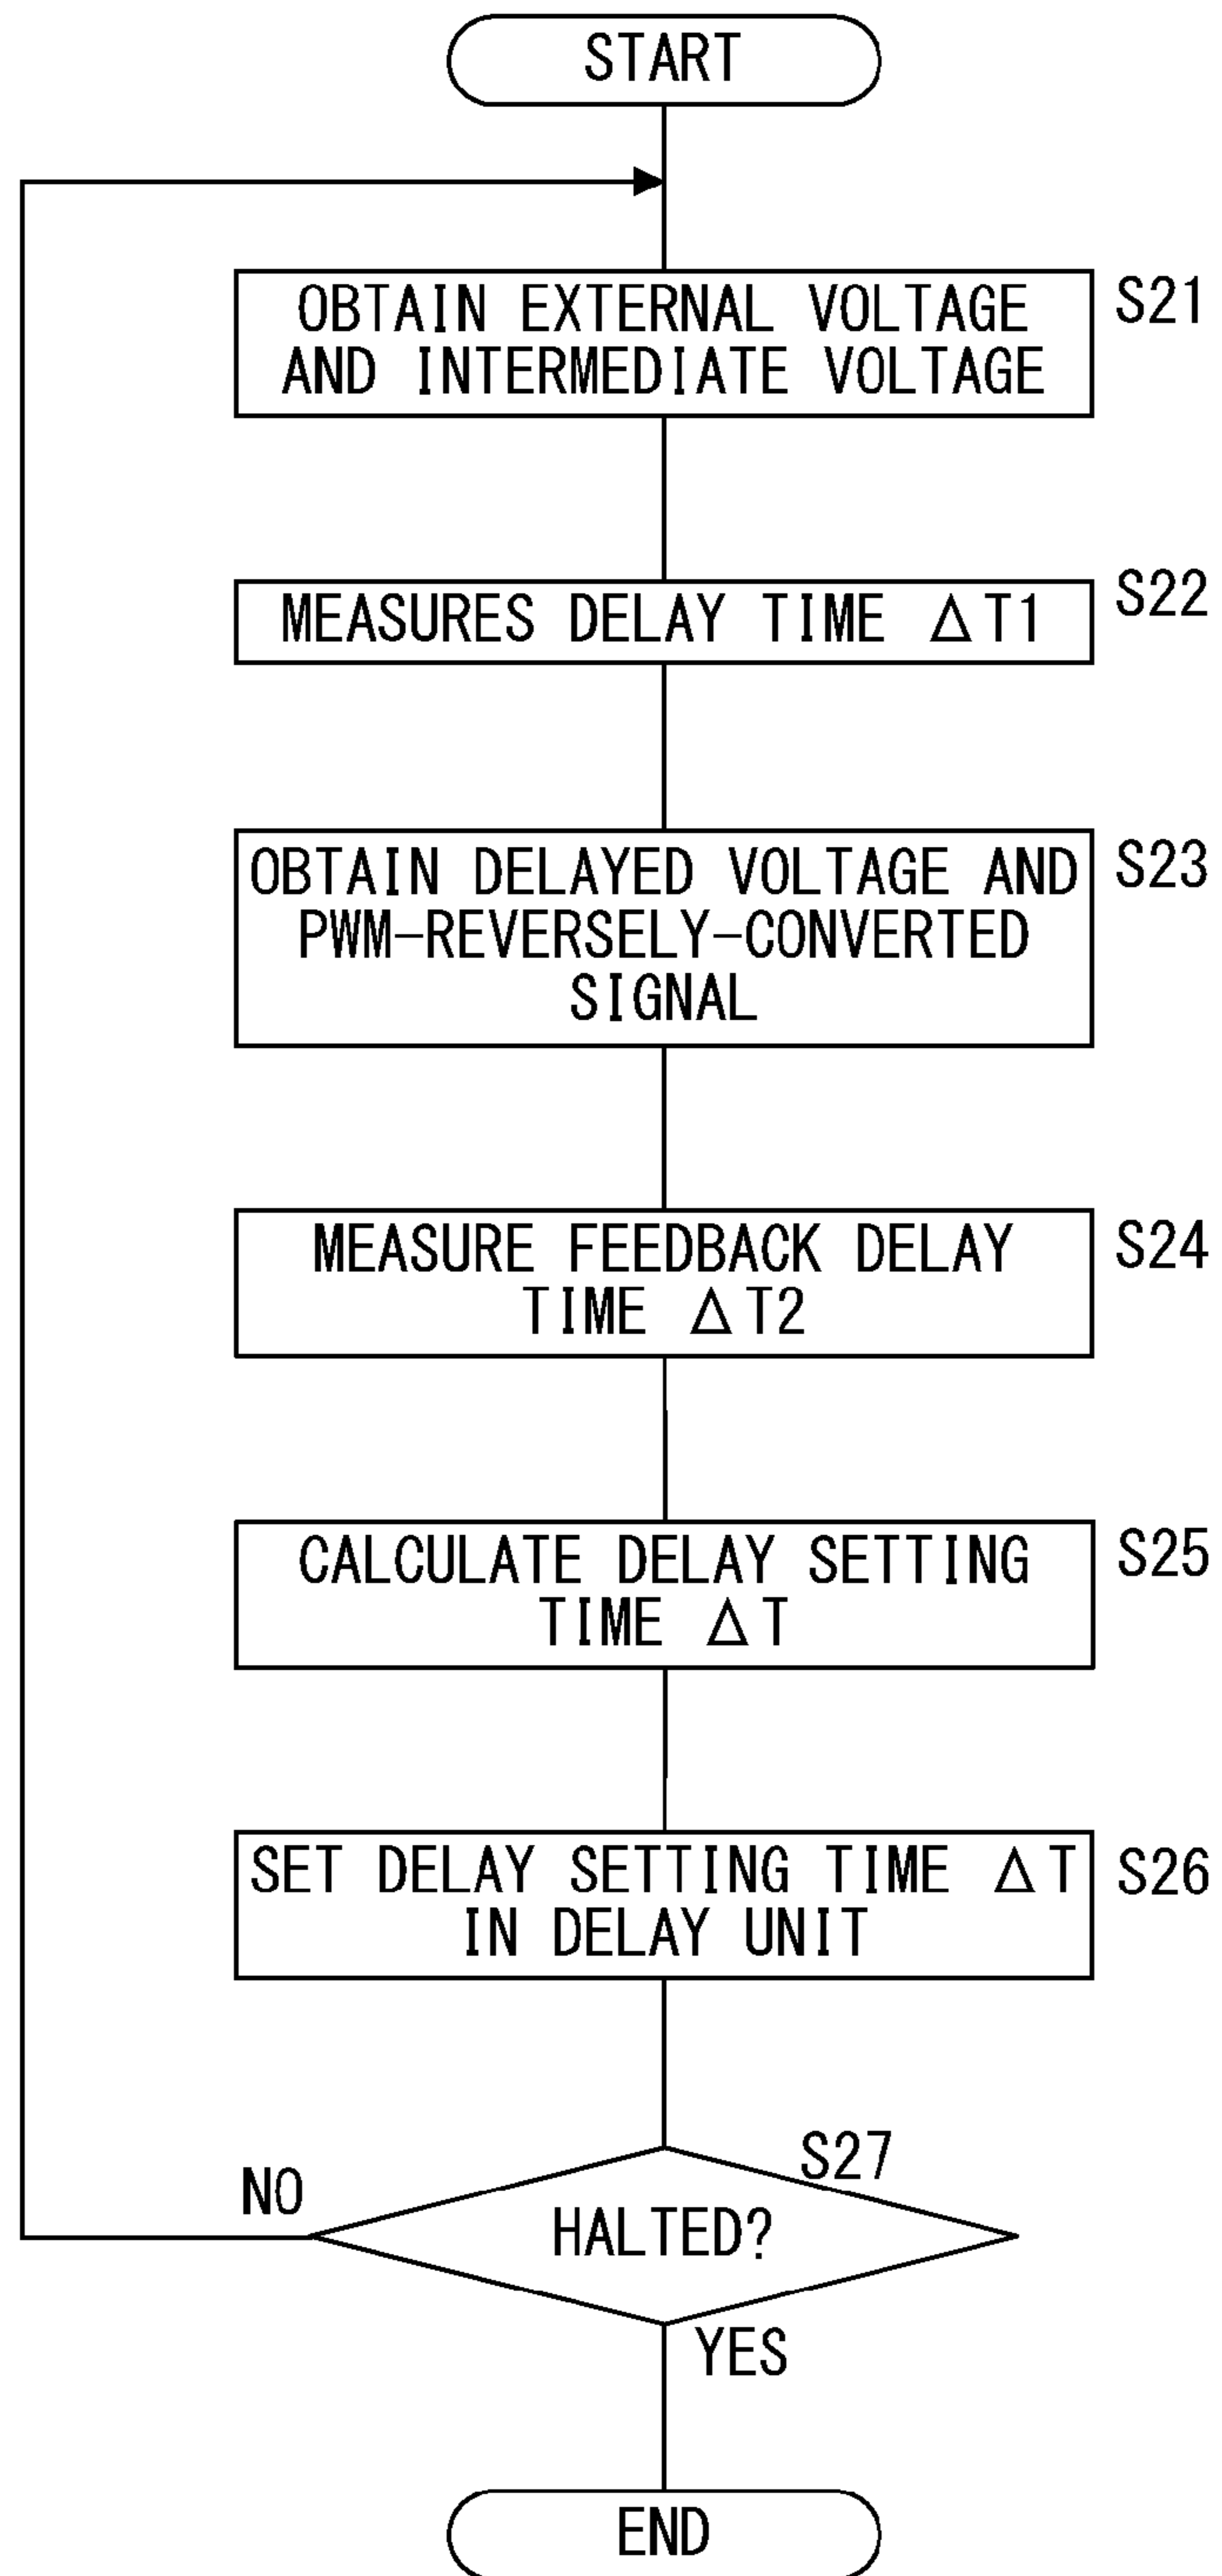 START
OBTAIN EXTERNAL VOLTAGE
AND INTERMEDIATE VOLTAGE
S21
MEASURES DELAY TIME ΔT1
S22
OBTAIN DELAYED VOLTAGE AND
PWM-REVERSELY-CONVERTED
SIGNAL
S23
MEASURE FEEDBACK DELAY
TIME ΔT2
S24
CALCULATE DELAY SETTING
TIME ΔT
S25
SET DELAY SETTING TIME ΔT
IN DELAY UNIT
S26
S27
NO
HALTED?
YES
END